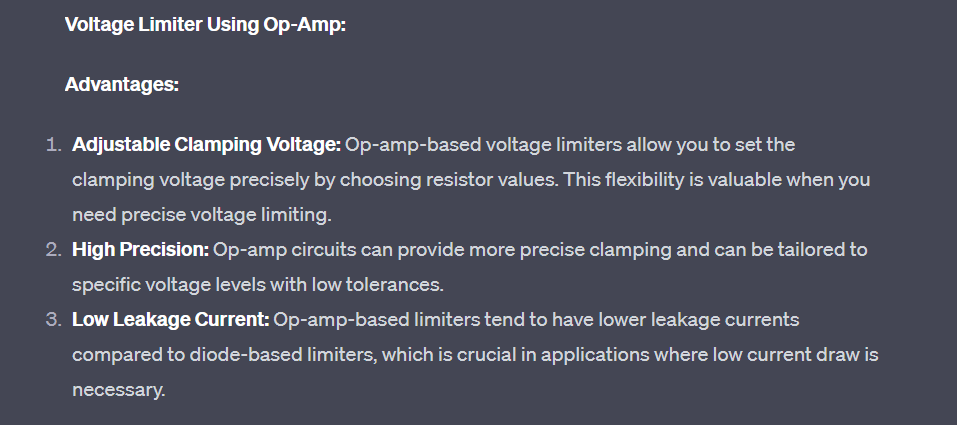 Voltage Limiter Using Op-Amp:
Advantages:
1. Adjustable Clamping Voltage: Op-amp-based voltage limiters allow you to set the
clamping voltage precisely by choosing resistor values. This flexibility is valuable when you
need precise voltage limiting.
2. High Precision: Op-amp circuits can provide more precise clamping and can be tailored to
specific voltage levels with low tolerances.
3. Low Leakage Current: Op-amp-based limiters tend to have lower leakage currents
compared to diode-based limiters, which is crucial in applications where low current draw is
necessary.